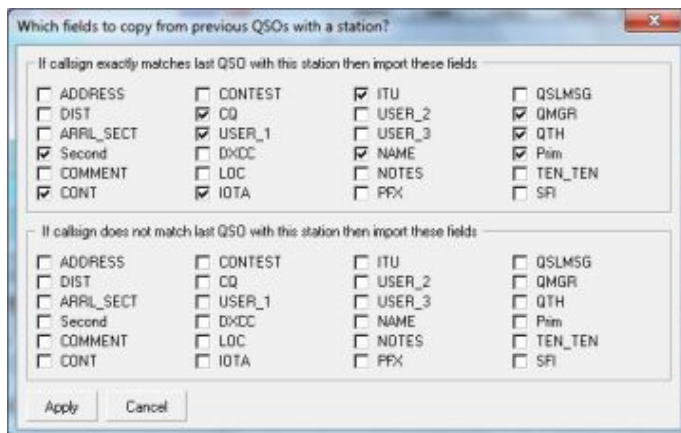 Which fields to copy from previous QSOs with a station?
If callsign exactly matches last QSO with this station then import these fields
ADDRESS CONTEST ITU QSLMSG
DIST CQ USER_2 QMGR
ARRL_SECT USER_1 USER_3 QTH
Second DXCC NAME Prim
COMMENT LOC NOTES TEN_TEN
CONT IOTA PFX SFI
If callsign does not match last QSO with this station then import these fields
ADDRESS CONTEST ITU QSLMSG
DIST CQ USER_2 QMGR
ARRL_SECT USER_1 USER_3 QTH
Second DXCC NAME Prim
COMMENT LOC NOTES TEN_TEN
CONT IOTA PFX SFI
Apply Cancel